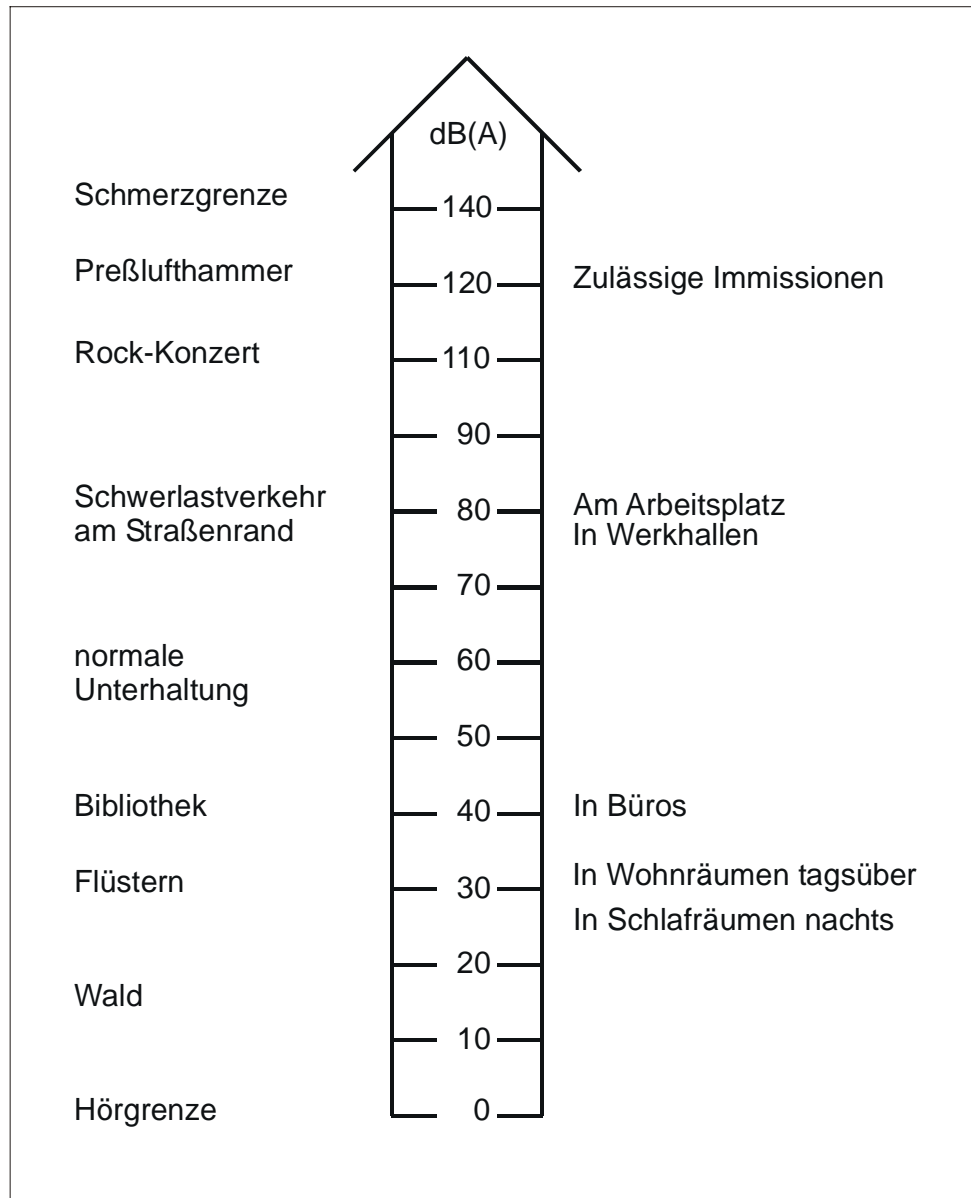 dB(A)
Schmerzgrenze
140
Preßlufthammer
120
Zulässige Immissionen
Rock-Konzert
110
90
Schwerlastverkehr
am Straßenrand
80
Am Arbeitsplatz
In Werkhallen
70
normale
Unterhaltung
60
50
Bibliothek
40
In Büros
Flüstern
30
In Wohnräumen tagsüber
In Schlafräumen nachts
20
Wald
10
Hörgrenze
0